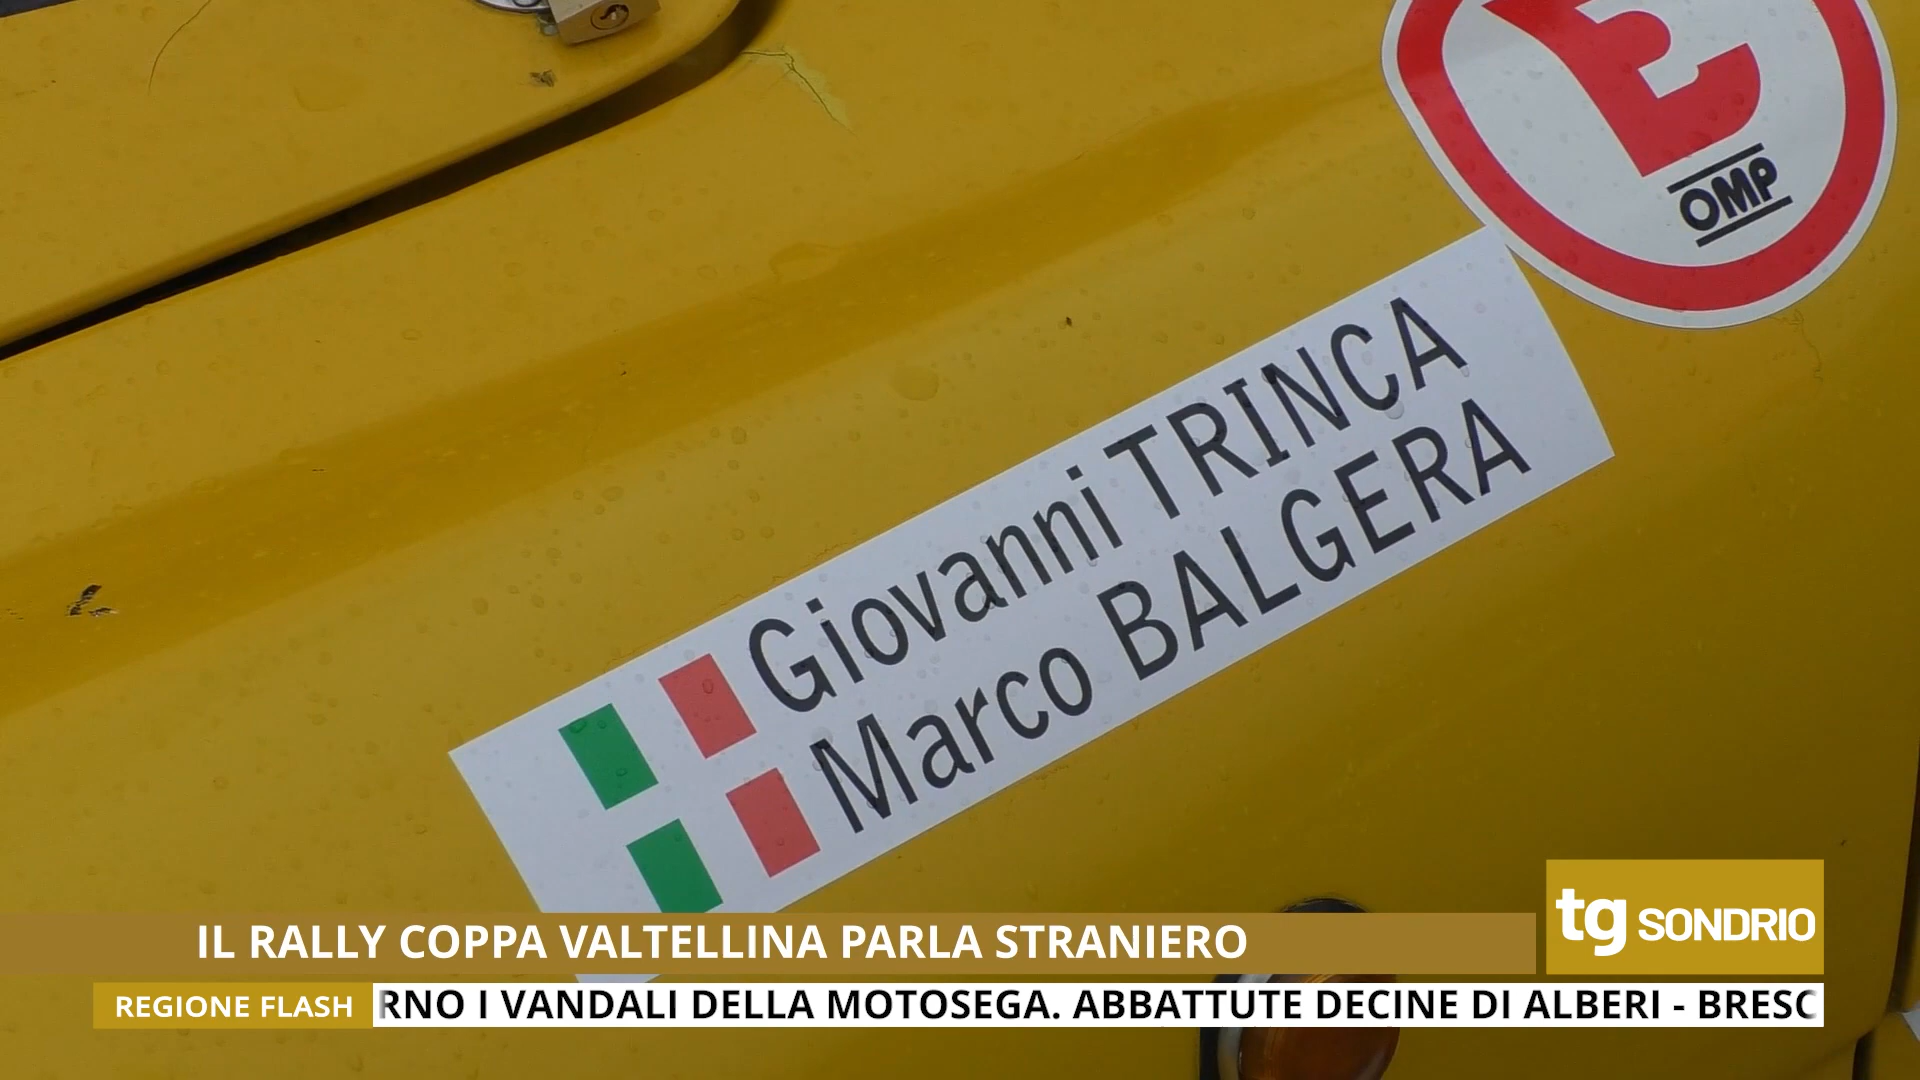 E
OMP
Giovanni TRINCA
Marco BALGERA
IL RALLY COPPA VALTELLINA PARLA STRANIERO
tg SONDRIO
REGIONE FLASH
RNO I VANDALI DELLA MOTOSEGA. ABBATTUTE DECINE DI ALBERI - BRESC